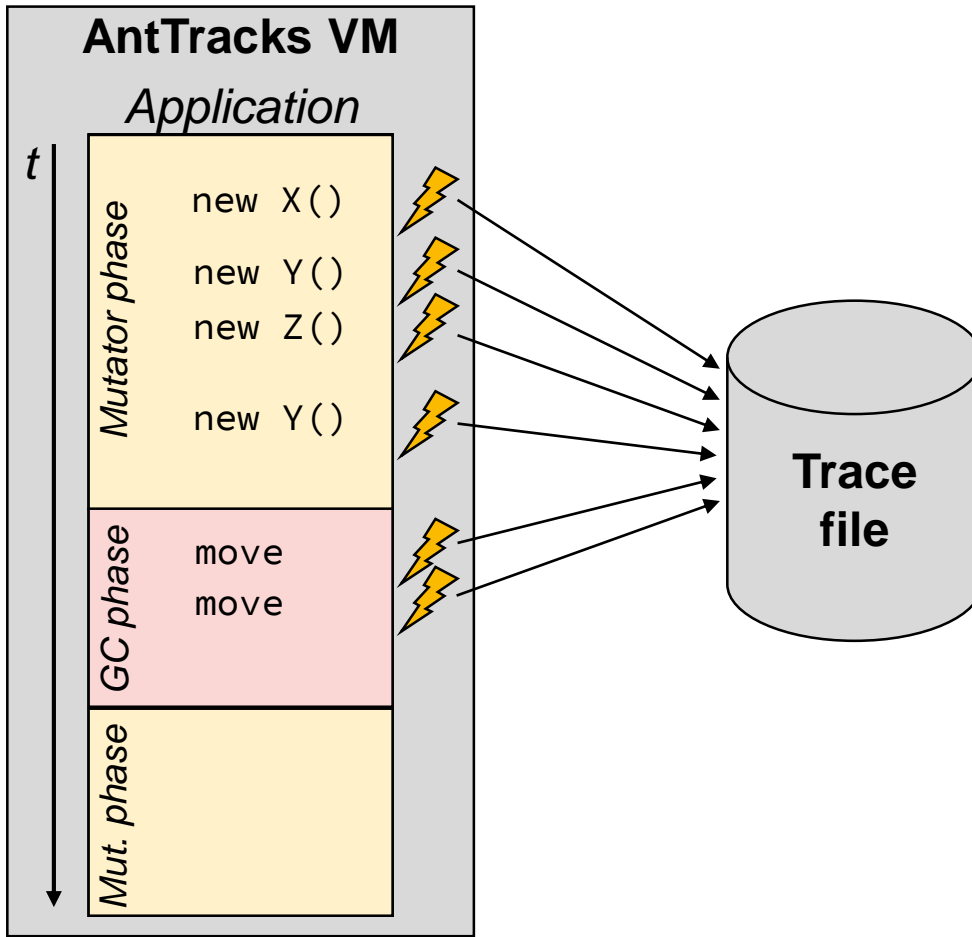 AntTracks VM
Application
t
Mutator phase
new X()
new Y()
new Z()
new Y()
GC phase
move
move
Mut. phase
Trace
file